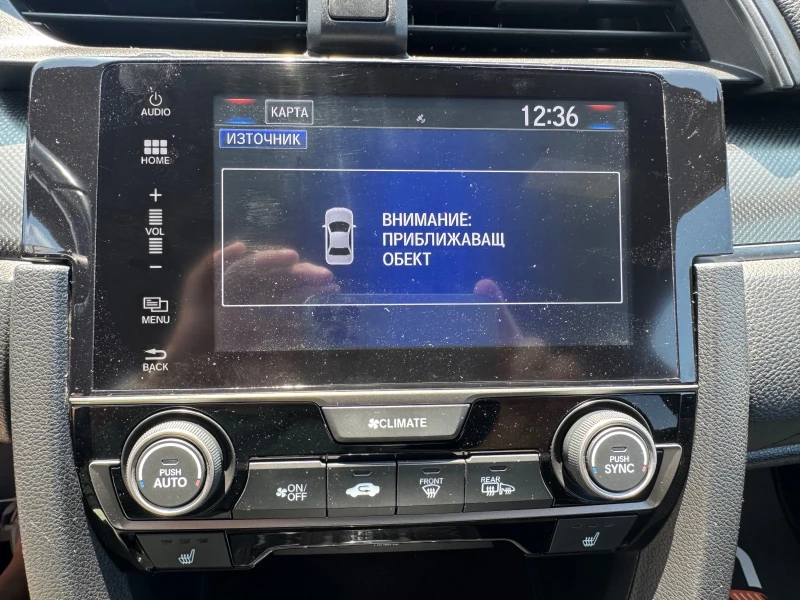 AUDIO
КАРТА
12:36
ИЗТОЧНИК
HOME
+
VOL
−
ВНИМАНИЕ:
ПРИБЛИЖАВАЩ
ОБЕКТ
MENU
BACK
CLIMATE
PUSH
AUTO
ON/
OFF
FRONT
REAR
PUSH
SYNC